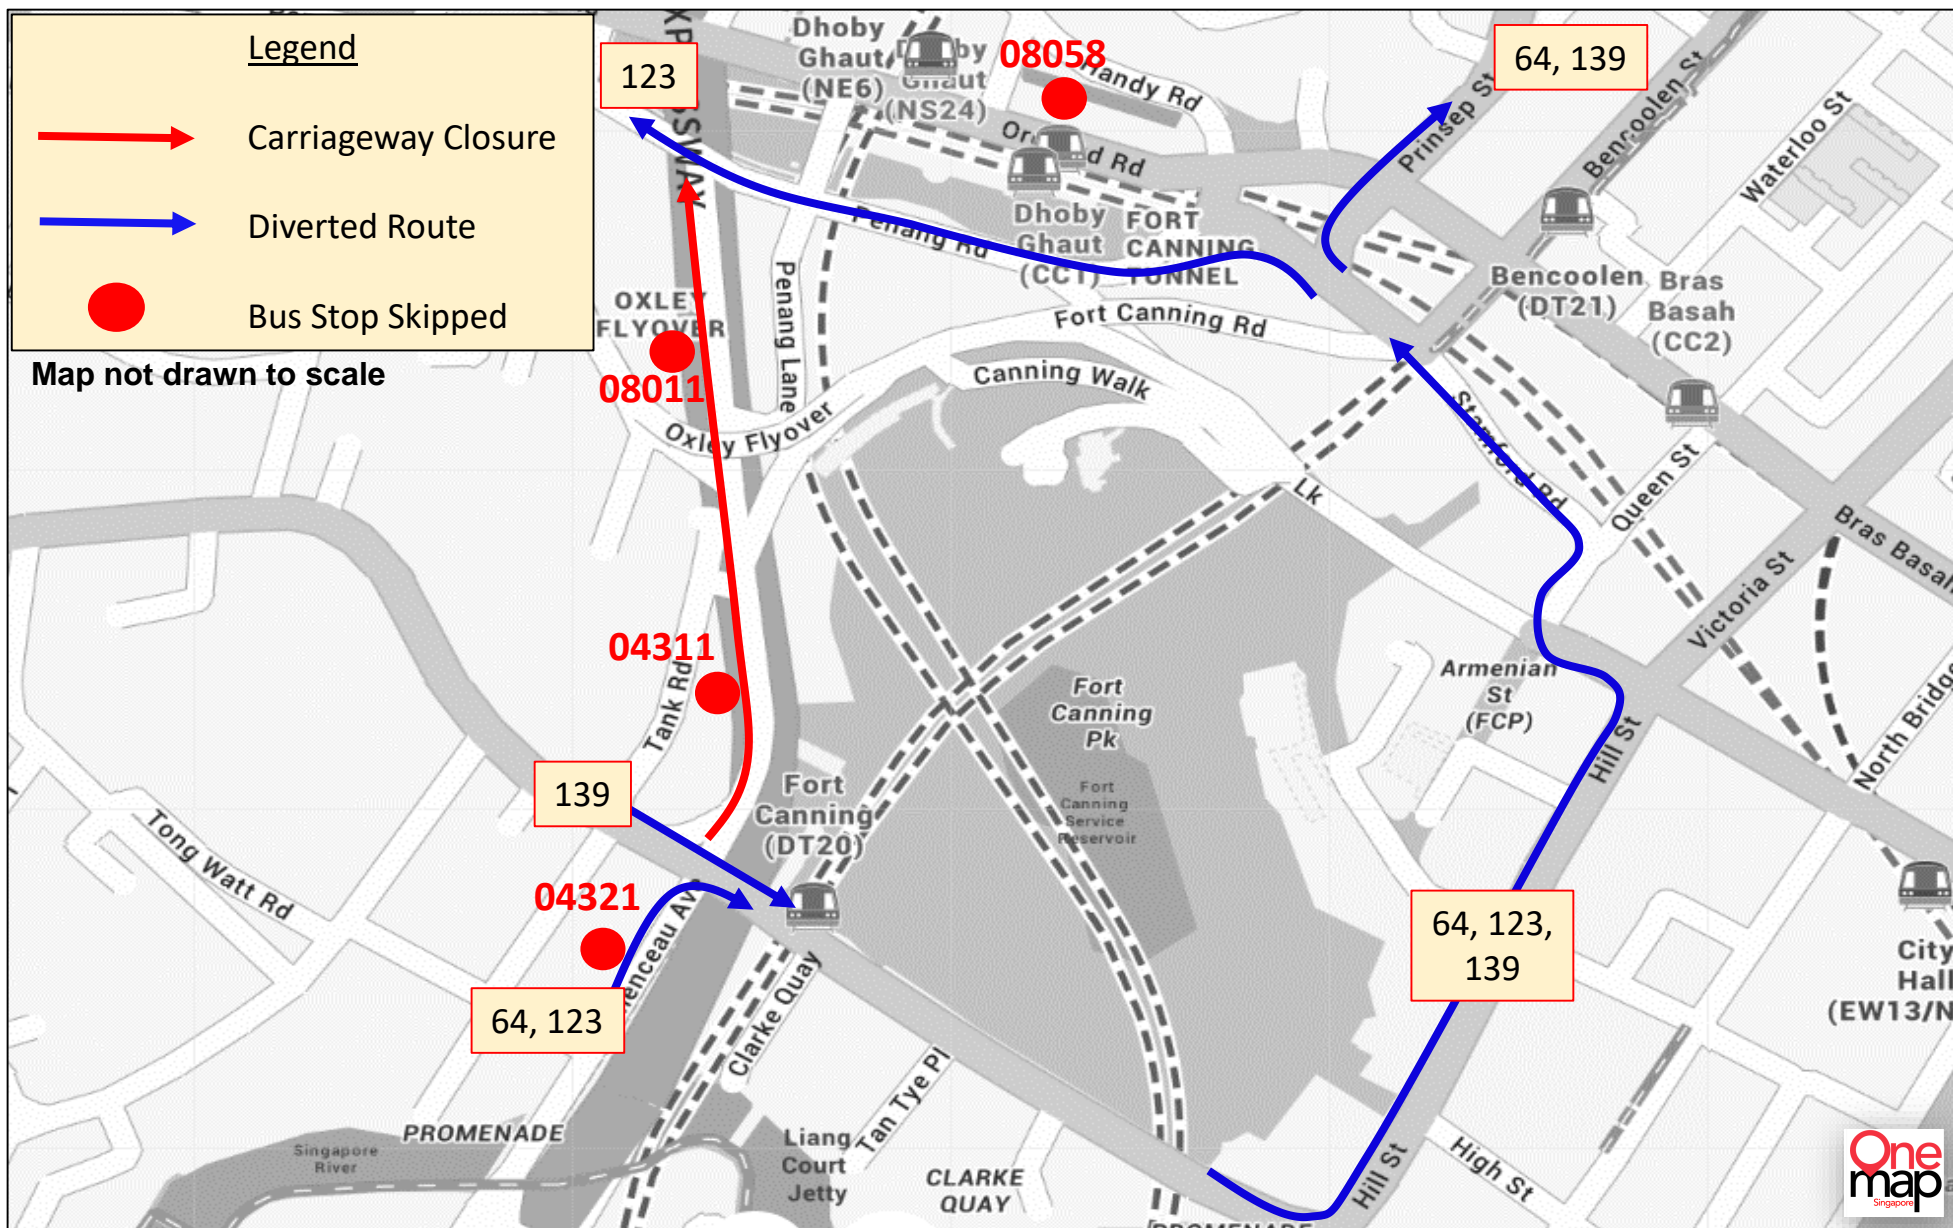 Legend
Carriageway Closure
Diverted Route
Bus Stop Skipped
Map not drawn to scale
123
64, 139
08058
Dhoby
Ghaut
(NE6)
Ghaut
(NS24)
Handy Rd
Prinsep St
Bencoolen St
Waterloo St
Dhoby
Ghaut
(CC1)
FORT
CANNING
TUNNEL
Penang Rd
Penang Lane
OXLEY
FLYOVER
08011
Oxley Flyover
Fort Canning Rd
Canning Walk
Bencoolen
(DT21)
Bras
Basah
(CC2)
Stamford Rd
Queen St
Lk
Bras Basah
Victoria St
North Bridge
Armenian
St
(FCP)
Hill St
04311
Tank Rd
Fort
Canning
Pk
Fort
Canning
Service
Reservoir
139
Fort
Canning
(DT20)
Tong Watt Rd
04321
64, 123
Clarke Quay
64, 123,
139
City
Hall
(EW13/N
Tan Tye Pl
PROMENADE
Singapore
River
Liang
Court
Jetty
CLARKE
QUAY
Hill St
High St
PROMENADE
One
map
Singapore